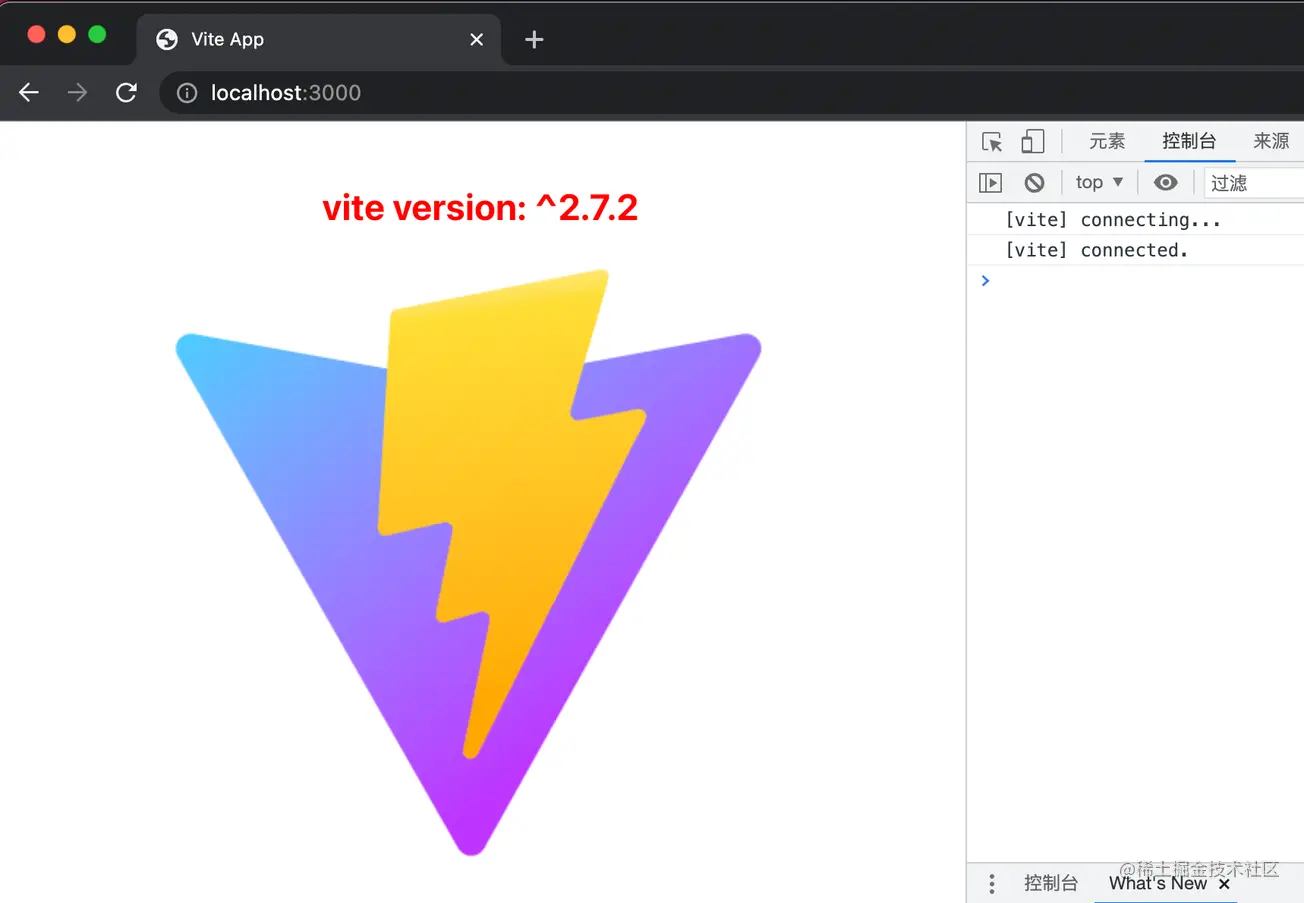 Vite App
localhost:3000
元素 控制台 来源
top 过滤
vite version: ^2.7.2
[vite] connecting...
[vite] connected.
@稀土掘金技术社区
控制台 What's New